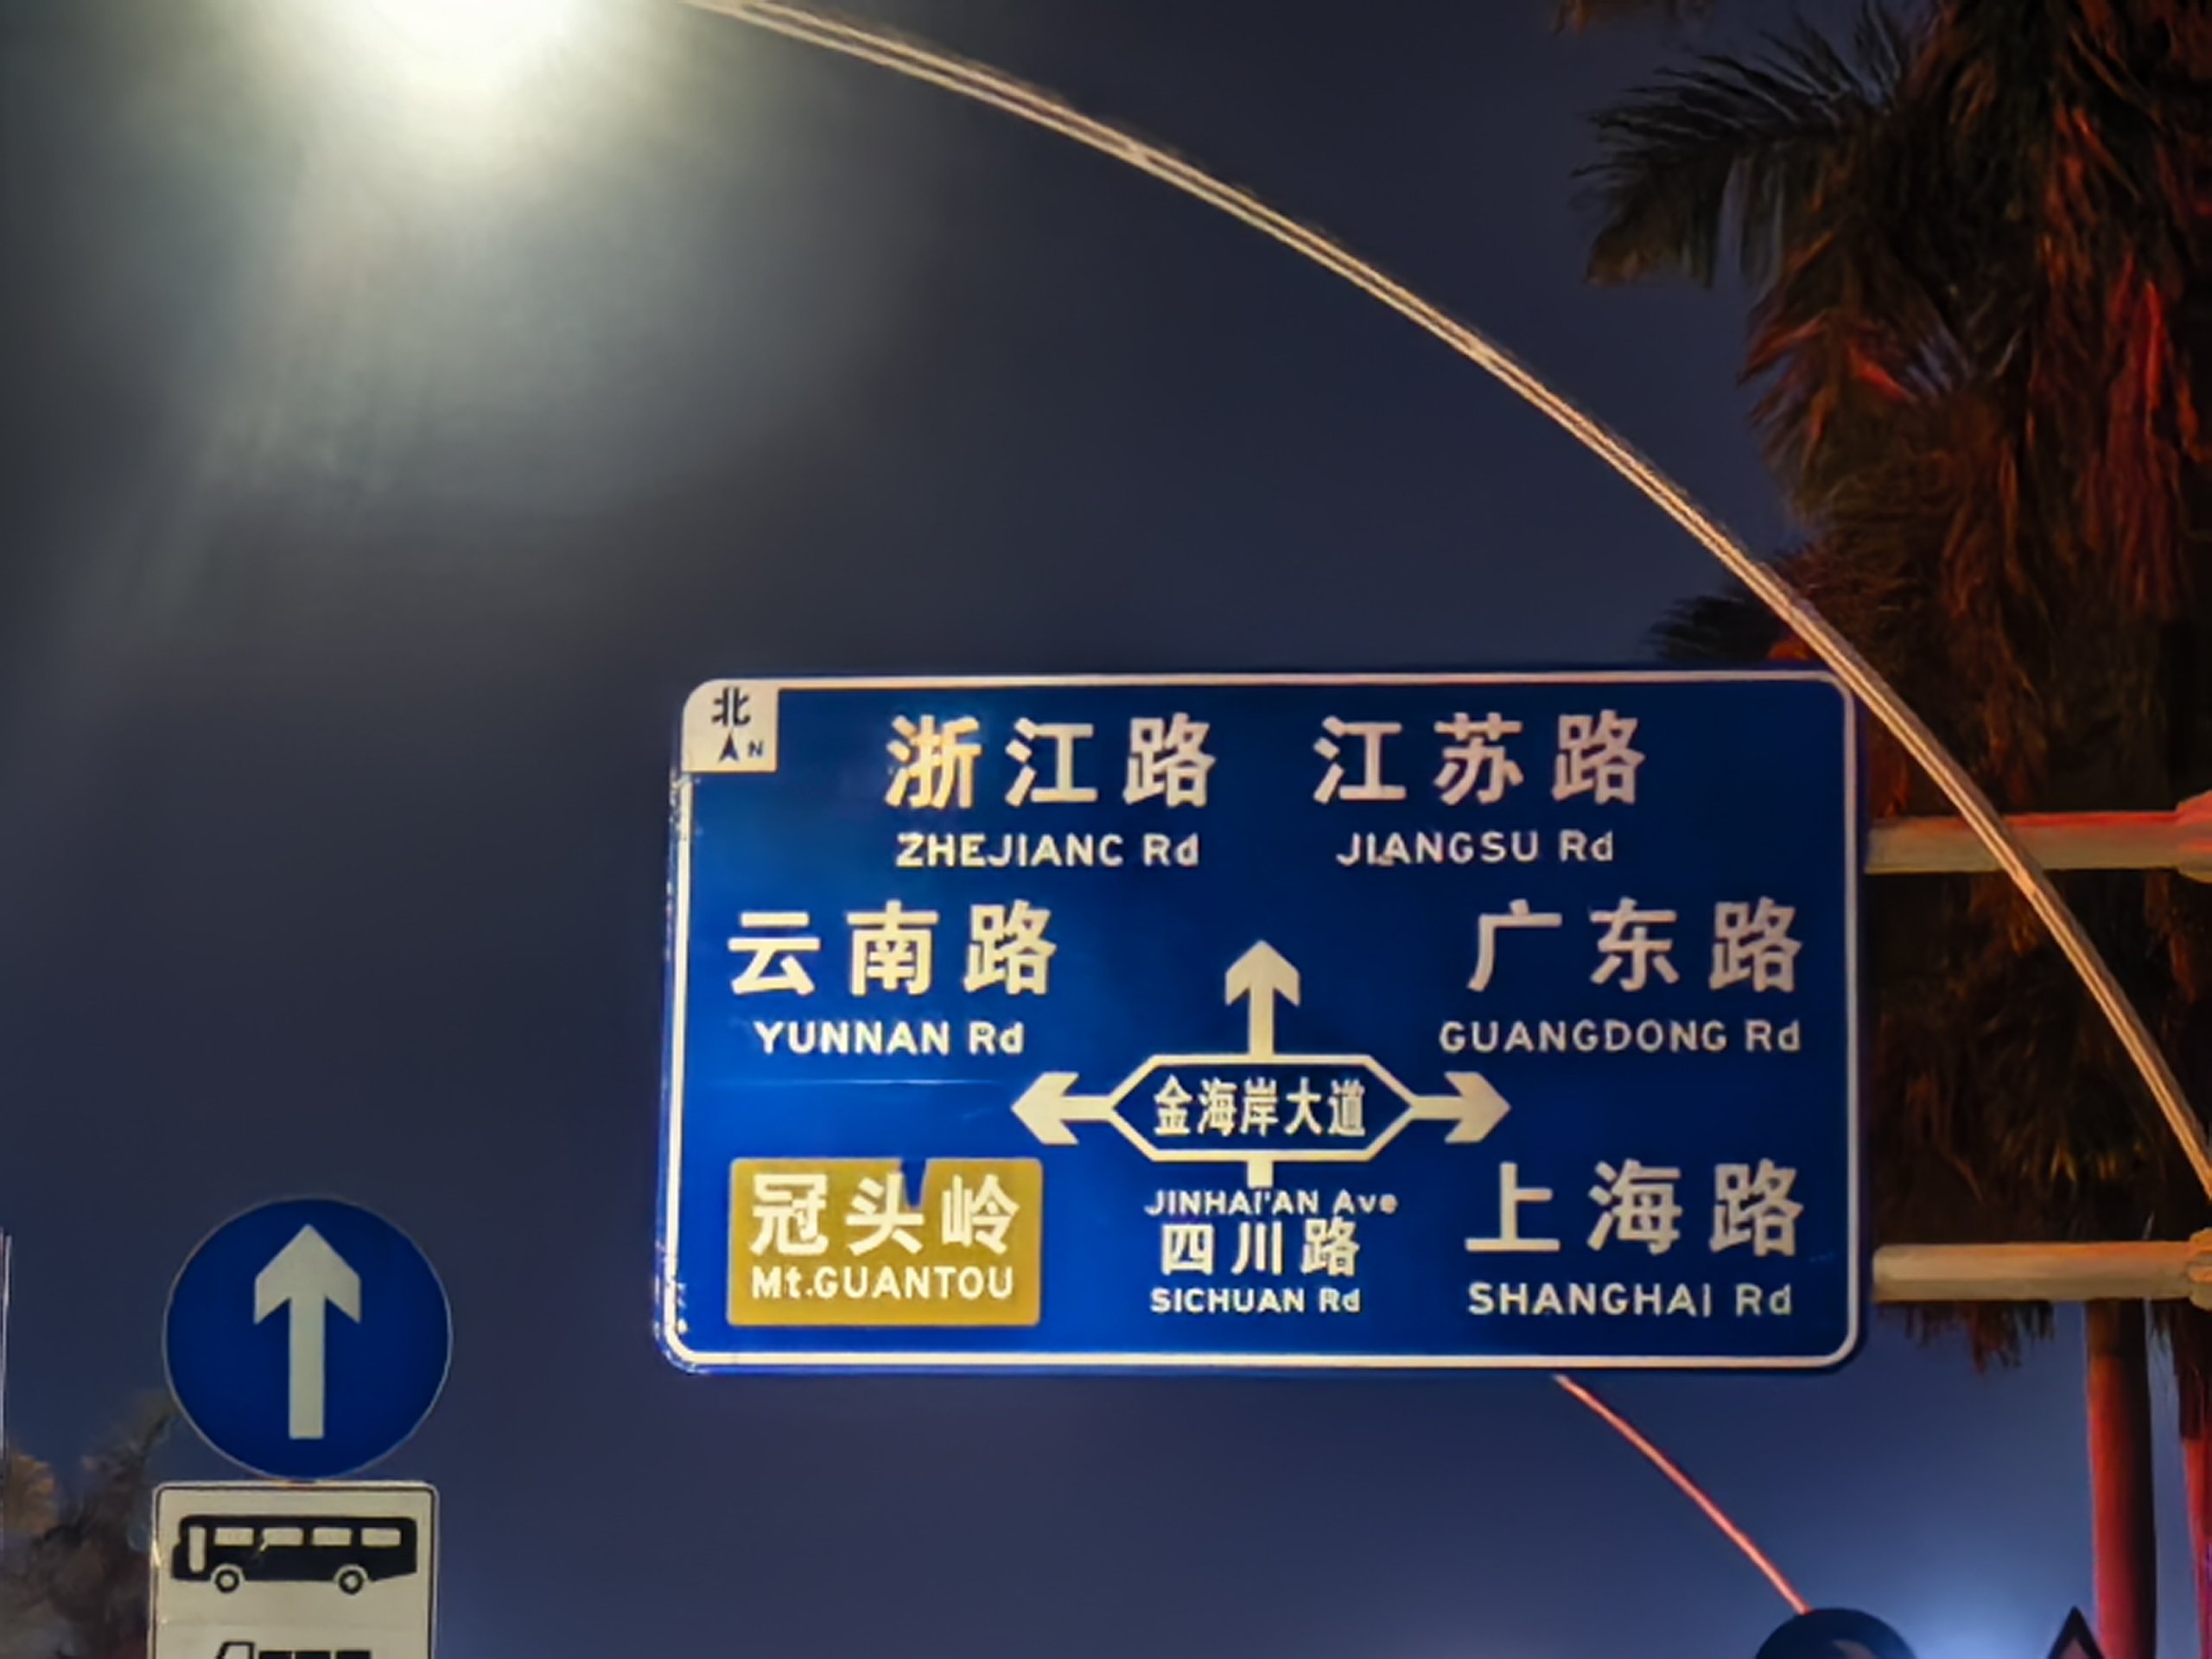 北
N
浙江路 江苏路
ZHEJIANC Rd JIANGSU Rd
云南路 广东路
YUNNAN Rd GUANGDONG Rd
金海岸大道
冠头岭
Mt.GUANTOU
JINHAI'AN Ave
四川路
SICHUAN Rd
上海路
SHANGHAI Rd